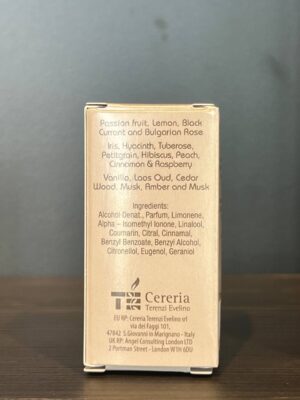 Passion fruit, Lemon, Black
Currant and Bulgarian Rose
Iris, Hyacinth, Tuberose,
Petitgrain, Hibiscus, Peach,
Cinnamon & Raspberry
Vanilla, Laos Oud, Cedar
Wood, Musk, Amber and Musk
Ingredients:
Alcohol Denat., Parfum, Limonene,
Alpha - Isomethyl Ionone, Linalool,
Coumarin, Citral, Cinnamal,
Benzyl Benzoate, Benzyl Alcohol,
Citronellol, Eugenol, Geraniol
Cereria
Terenzi Evelino
EU RP: Cereria Terenzi Evelino srl
via dei Faggi 101,
47842 S.Giovanni in Marignano - Italy
UK RP: Angel Consulting London LTD
2 Portman Street - London W1H 6DU